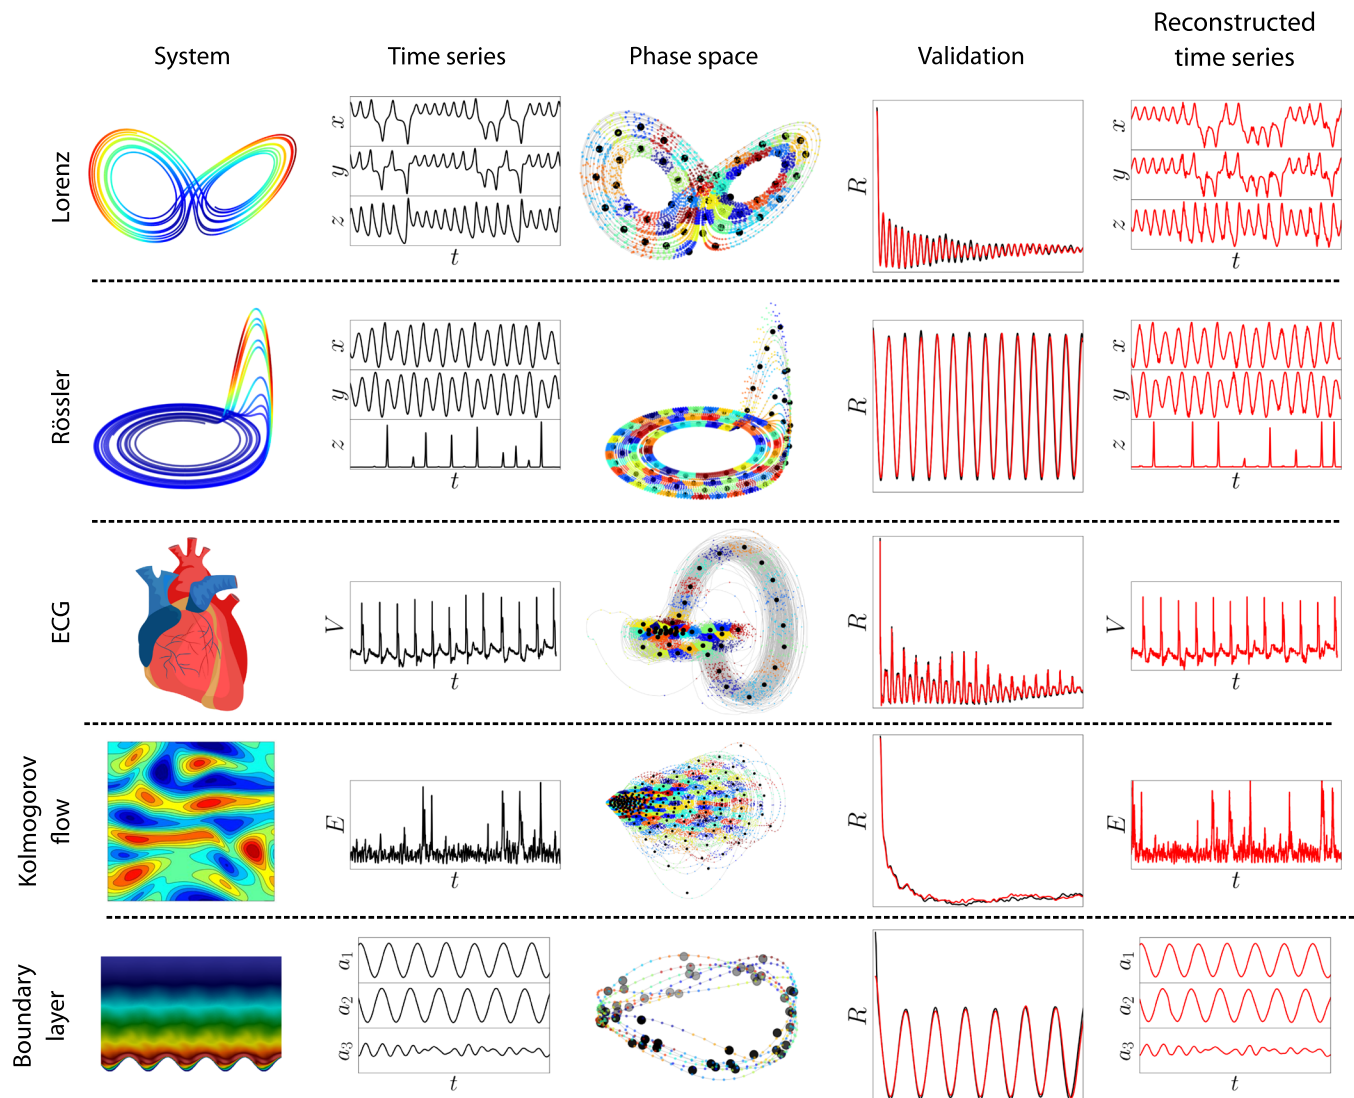 System
Time series
Phase space
Validation
Reconstructed
time series
Lorenz
x
y
z
t
R
x
y
z
t
Rössler
x
y
z
t
R
x
y
z
t
ECG
V
t
R
V
t
Kolmogorov
flow
E
t
R
E
t
Boundary
layer
a₁
a₂
a₃
t
R
a₁
a₂
a₃
t